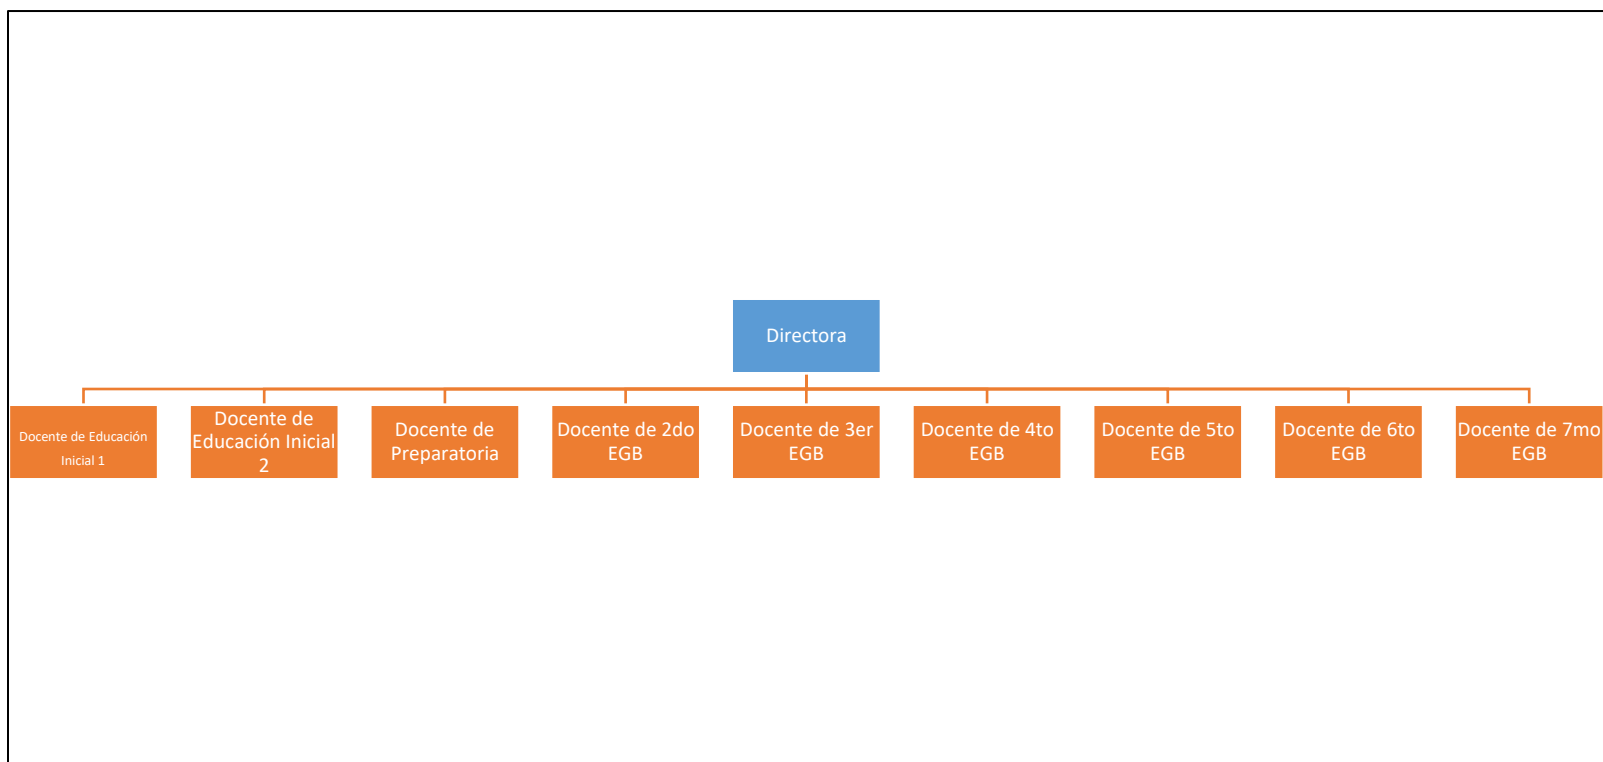 Directora
Docente de Educación
Inicial 1
Docente de
Educación Inicial
2
Docente de
Preparatoria
Docente de 2do
EGB
Docente de 3er
EGB
Docente de 4to
EGB
Docente de 5to
EGB
Docente de 6to
EGB
Docente de 7mo
EGB